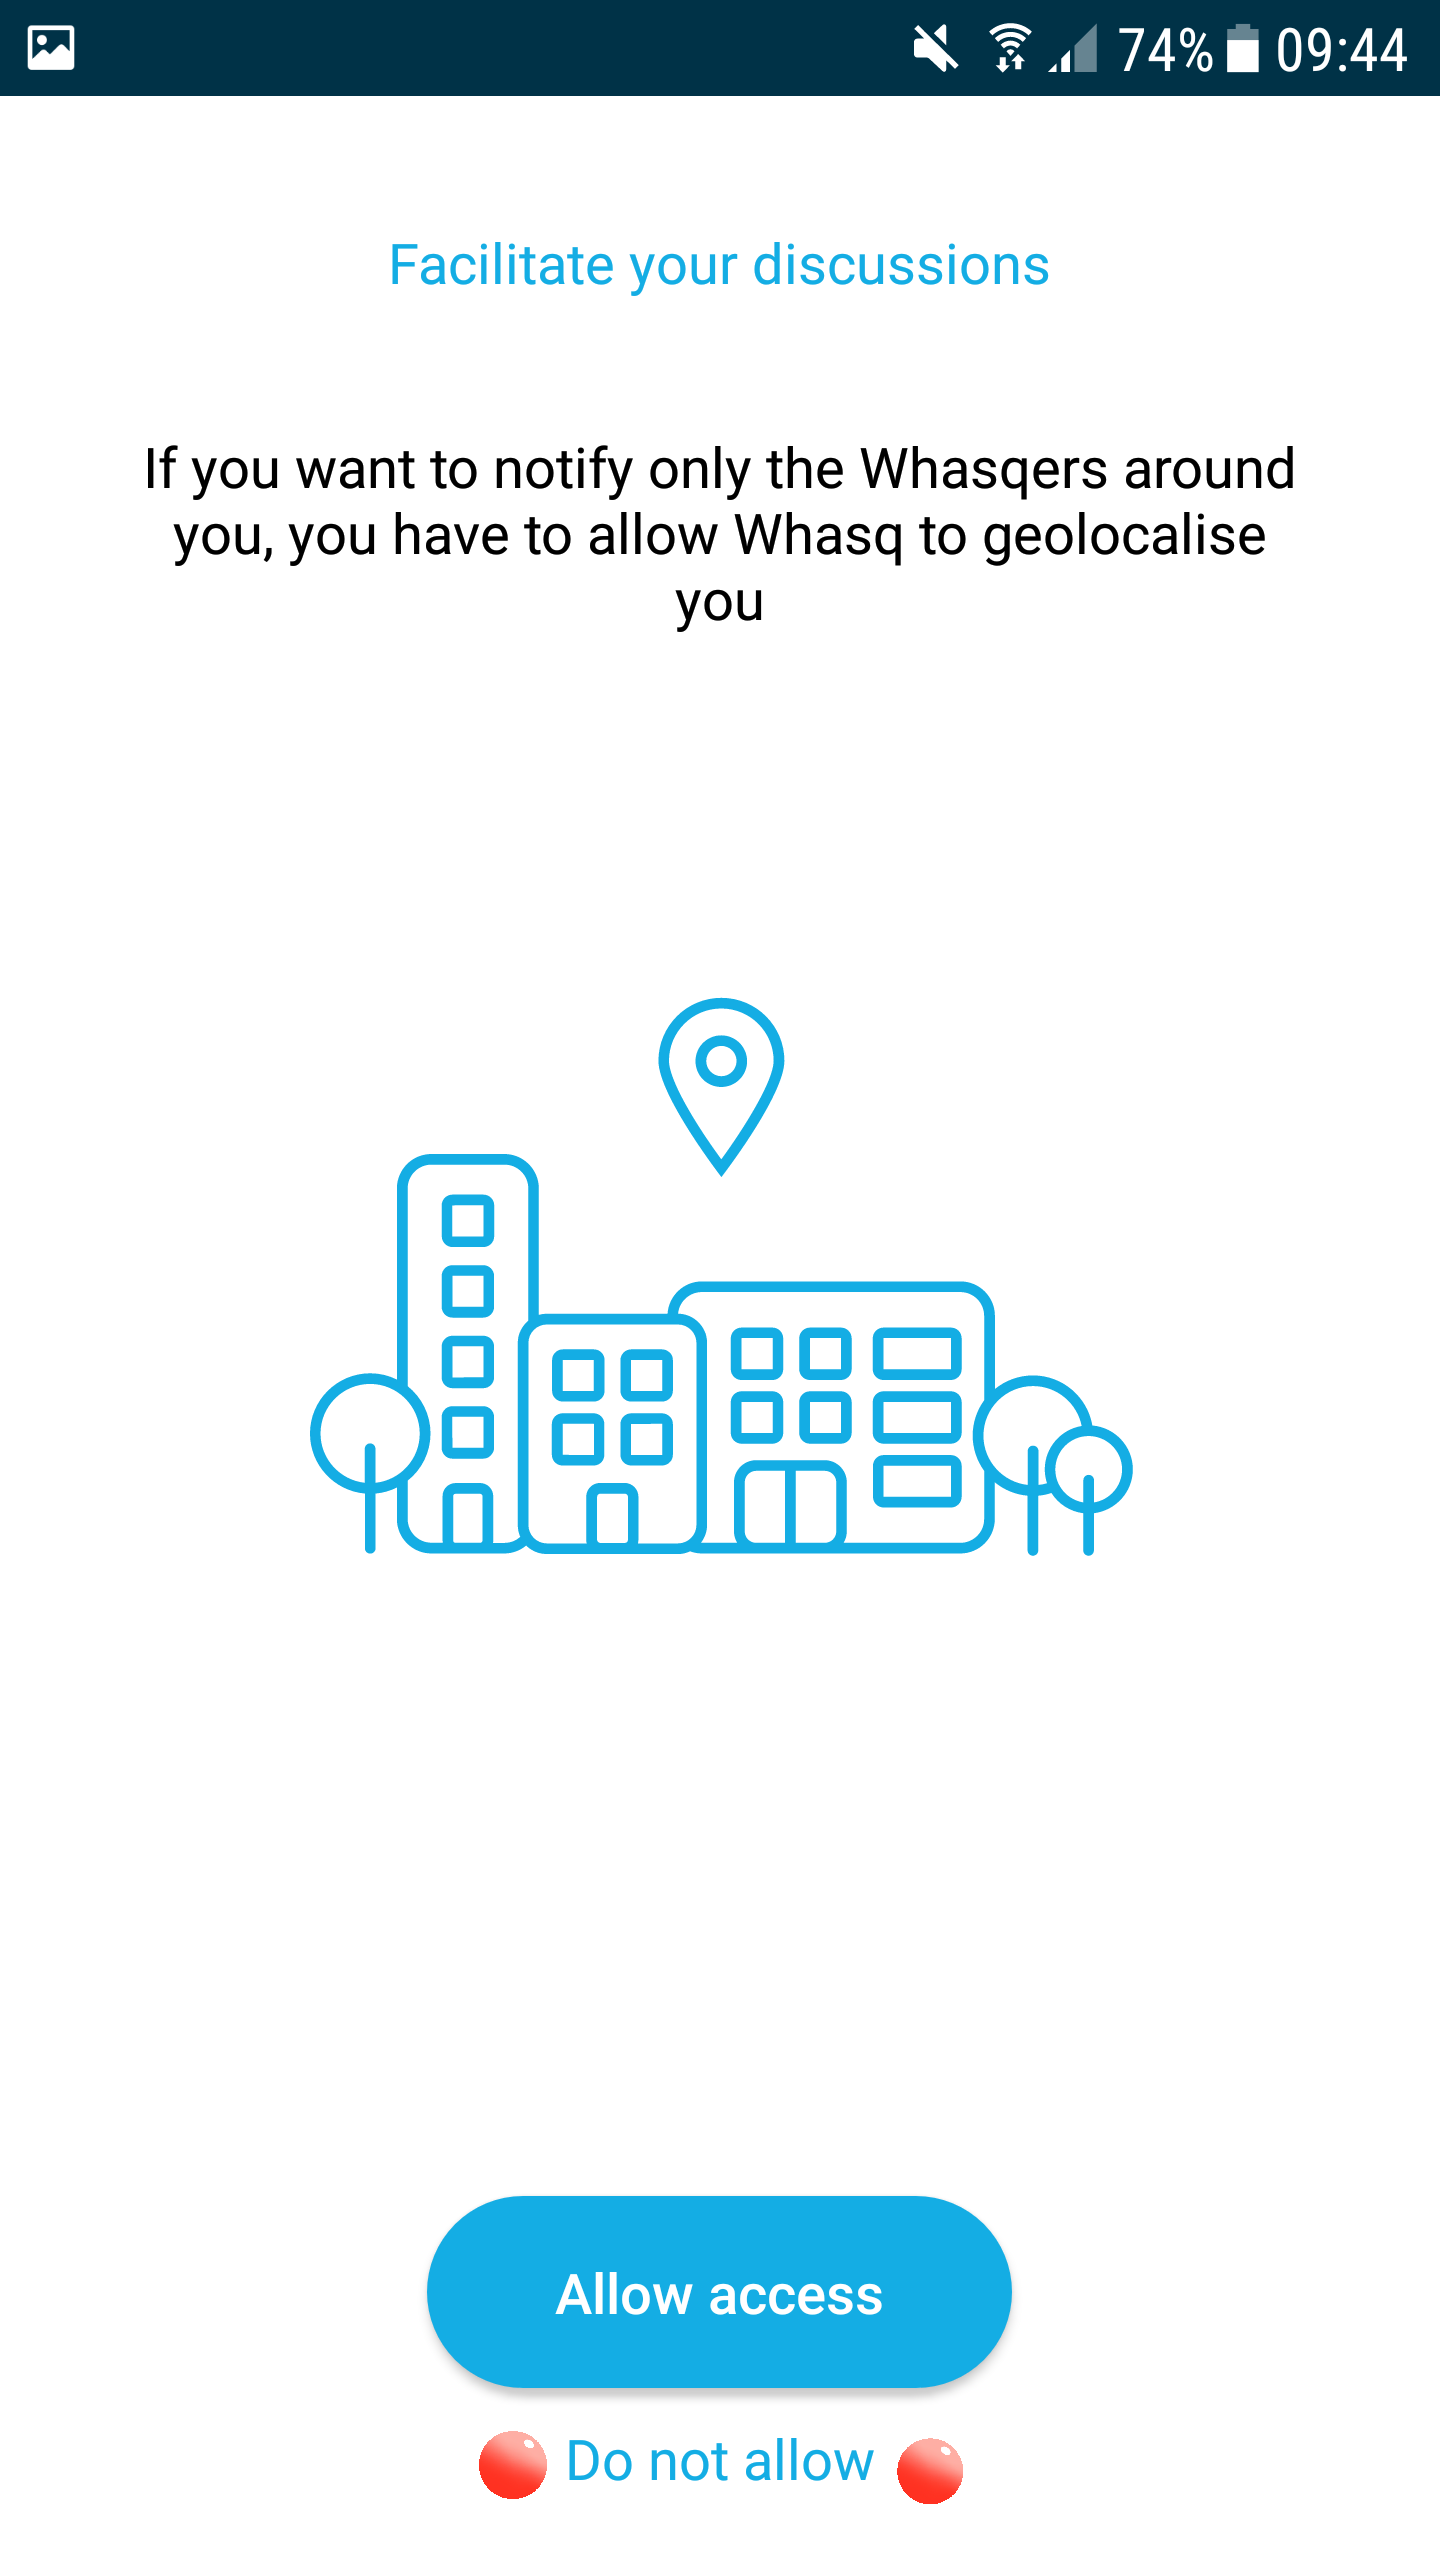 74% 09:44
Facilitate your discussions
If you want to notify only the Whasqers around
you, you have to allow Whasq to geolocalise
you
Allow access
Do not allow